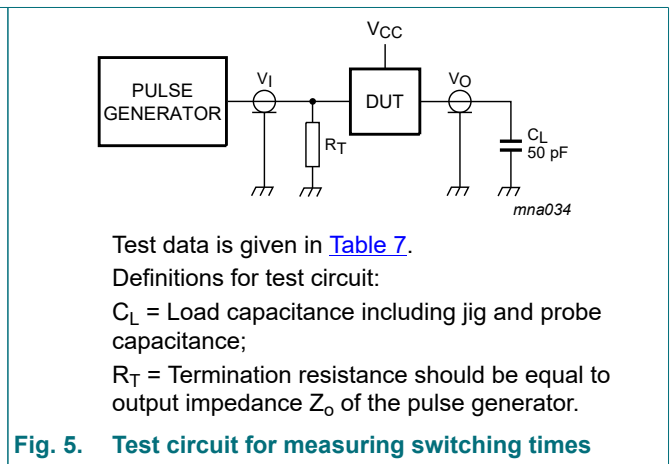 VCC
PULSE
GENERATOR
VI
DUT
VO
RT
CL
50 pF
mna034
Test data is given in Table 7.
Definitions for test circuit:
CL = Load capacitance including jig and probe
capacitance;
RT = Termination resistance should be equal to
output impedance Zo of the pulse generator.
Fig. 5. Test circuit for measuring switching times